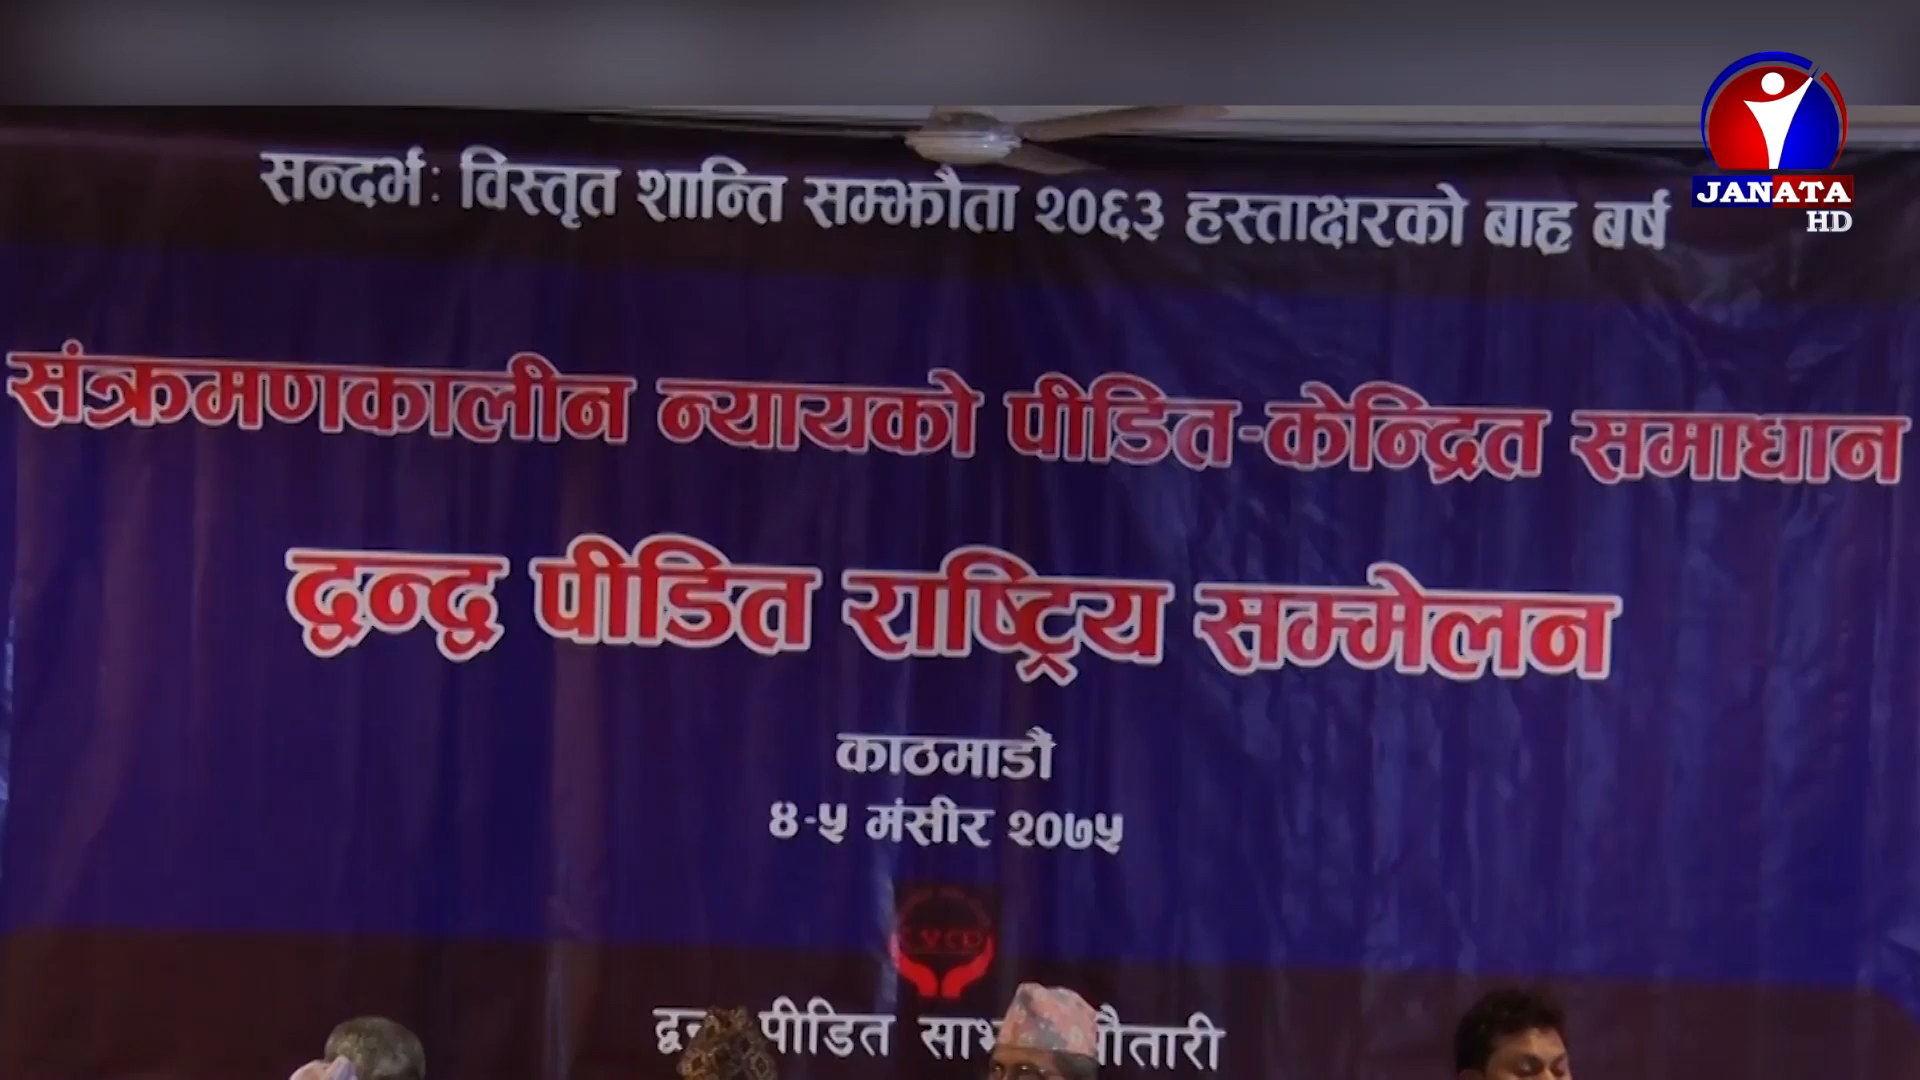 सन्दर्भः विस्तृत शान्ति सम्झौता २०६३ हस्ताक्षरको बाह्र बर्ष
JANATA
HD
संक्रमणकालीन न्यायको पीडित-केन्द्रित समाधान
द्वन्द्व पीडित राष्ट्रिय सम्मेलन
काठमाडौं
४-५ मंसीर २०७५
पीडित